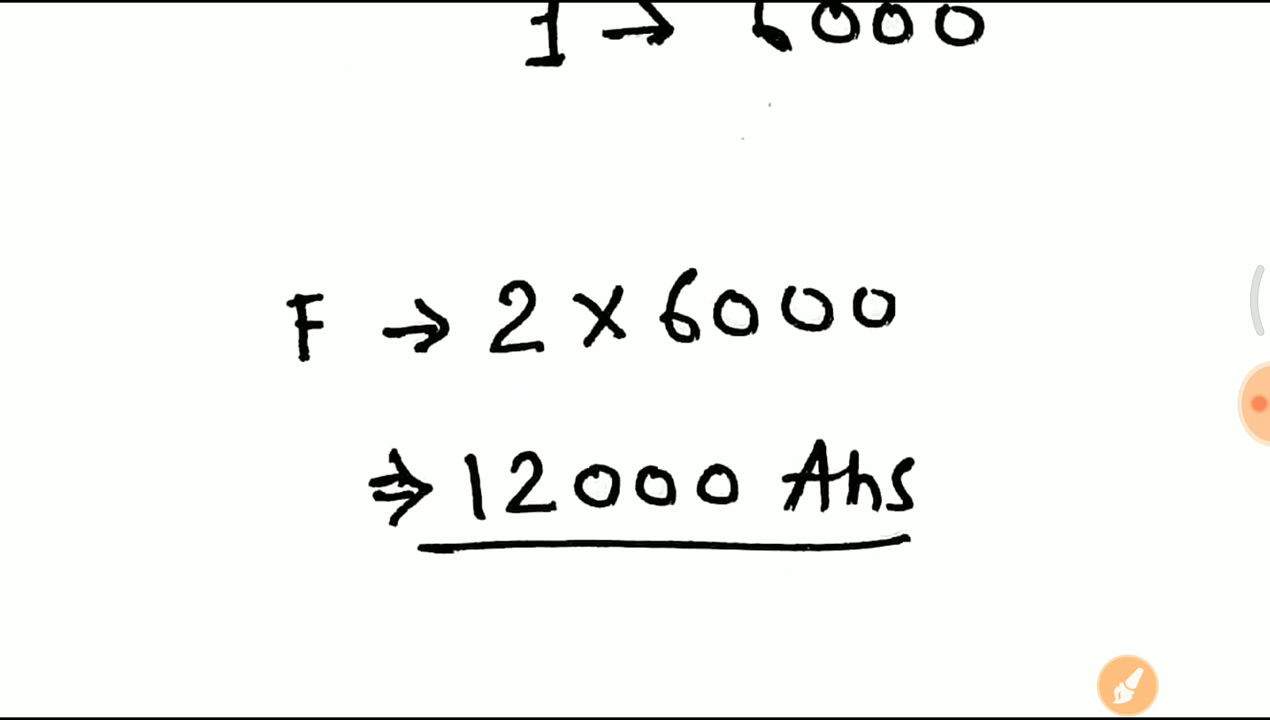 1 → 6000
F → 2 × 6000
⇒ 12000 Ans